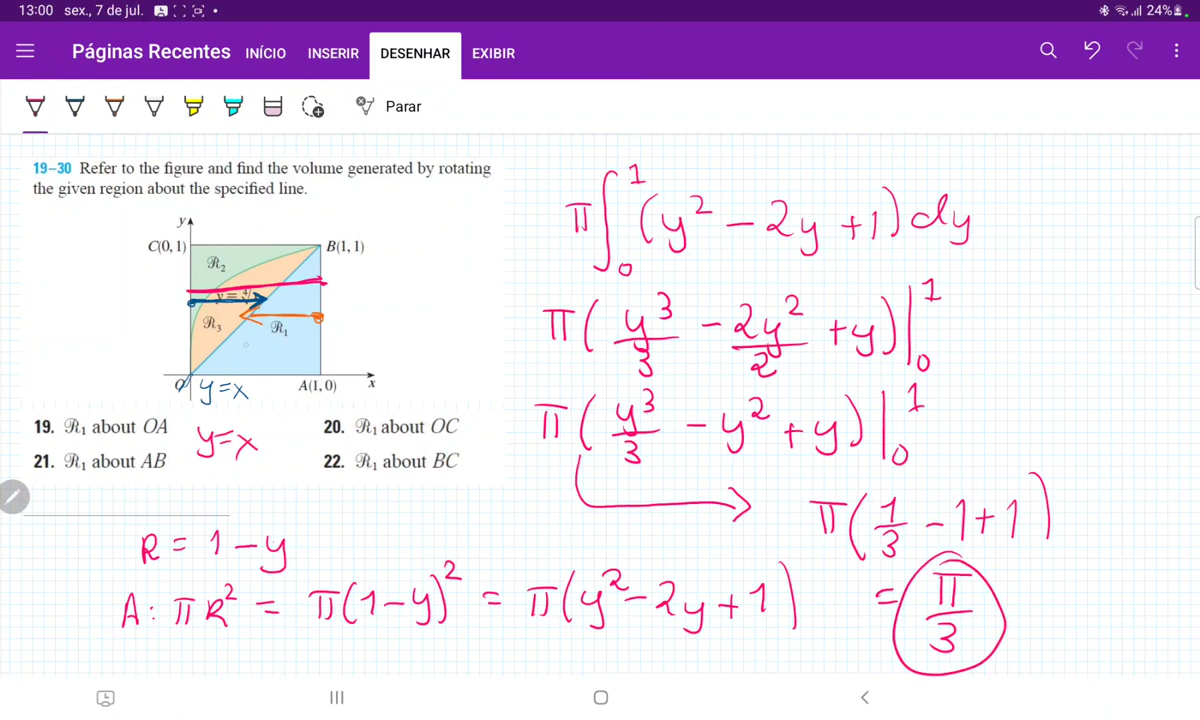 13:00 sex., 7 de jul. 24%
Páginas Recentes INÍCIO INSERIR DESENHAR EXIBIR
Parar
19–30 Refer to the figure and find the volume generated by rotating
the given region about the specified line.
y
C(0, 1) B(1, 1)
ℛ₂
ℛ₃ ℛ₁
O A(1, 0) x
y=x
19. ℛ₁ about OA 20. ℛ₁ about OC
y=x
21. ℛ₁ about AB 22. ℛ₁ about BC
R = 1 - y
A: πR² = π(1-y)² = π(y²-2y+1)
π∫₀¹ (y² - 2y + 1) dy
π( y³/3 - 2y²/2 + y)|₀¹
π( y³/3 - y² + y)|₀¹
π(1/3 - 1 + 1)
= π/3